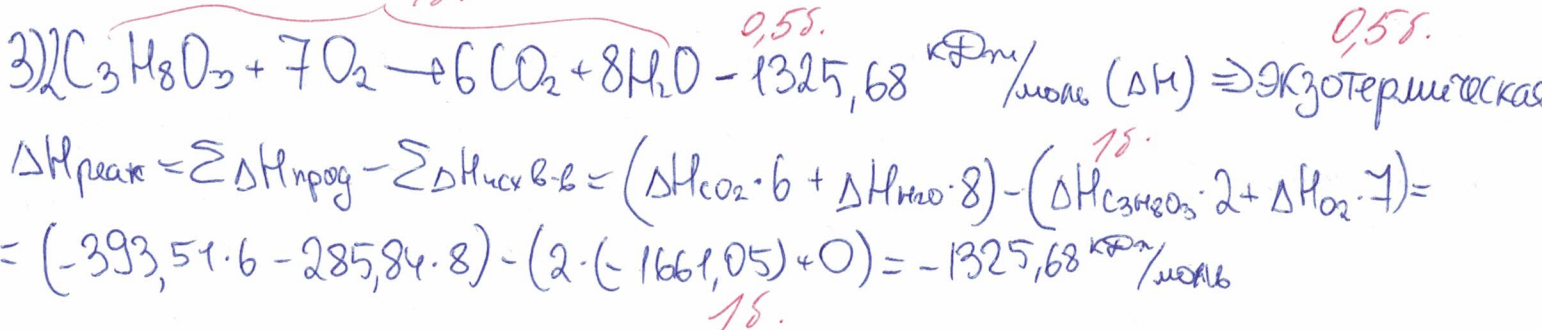 0,5б. 0,5б.
3) 2C₃H₈O₃ + 7O₂ → 6CO₂ + 8H₂O - 1325,68 кДж/моль (ΔH) ⇒ Экзотермическая
1б.
ΔHреак = ΣΔHпрод - ΣΔHисх в-в = (ΔHCO₂·6 + ΔHH₂O·8) - (ΔHC₃H₈O₃·2 + ΔHO₂·7) =
= (-393,51·6 - 285,84·8) - (2·(-1661,05) + 0) = -1325,68 кДж/моль
1б.